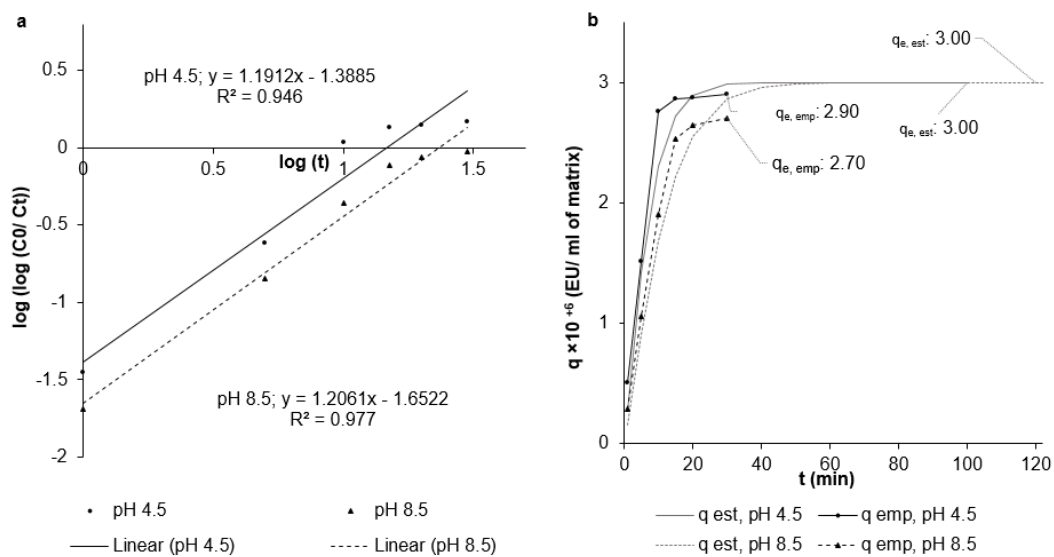 a
0.5
0
-0.5
-1
-1.5
-2
0
0.5
1
1.5
log (t)
log (log (C0/ Ct))
pH 4.5; y = 1.1912x - 1.3885
R² = 0.946
pH 8.5; y = 1.2061x - 1.6522
R² = 0.977
pH 4.5
pH 8.5
Linear (pH 4.5)
Linear (pH 8.5)
b
q e, est: 3.00
q e, emp: 2.90
q e, est: 3.00
q e, emp: 2.70
3
2
1
0
q ×10 +6 (EU/ ml of matrix)
0
20
40
60
80
100
120
t (min)
q est, pH 4.5
q emp, pH 4.5
q est, pH 8.5
q emp, pH 8.5